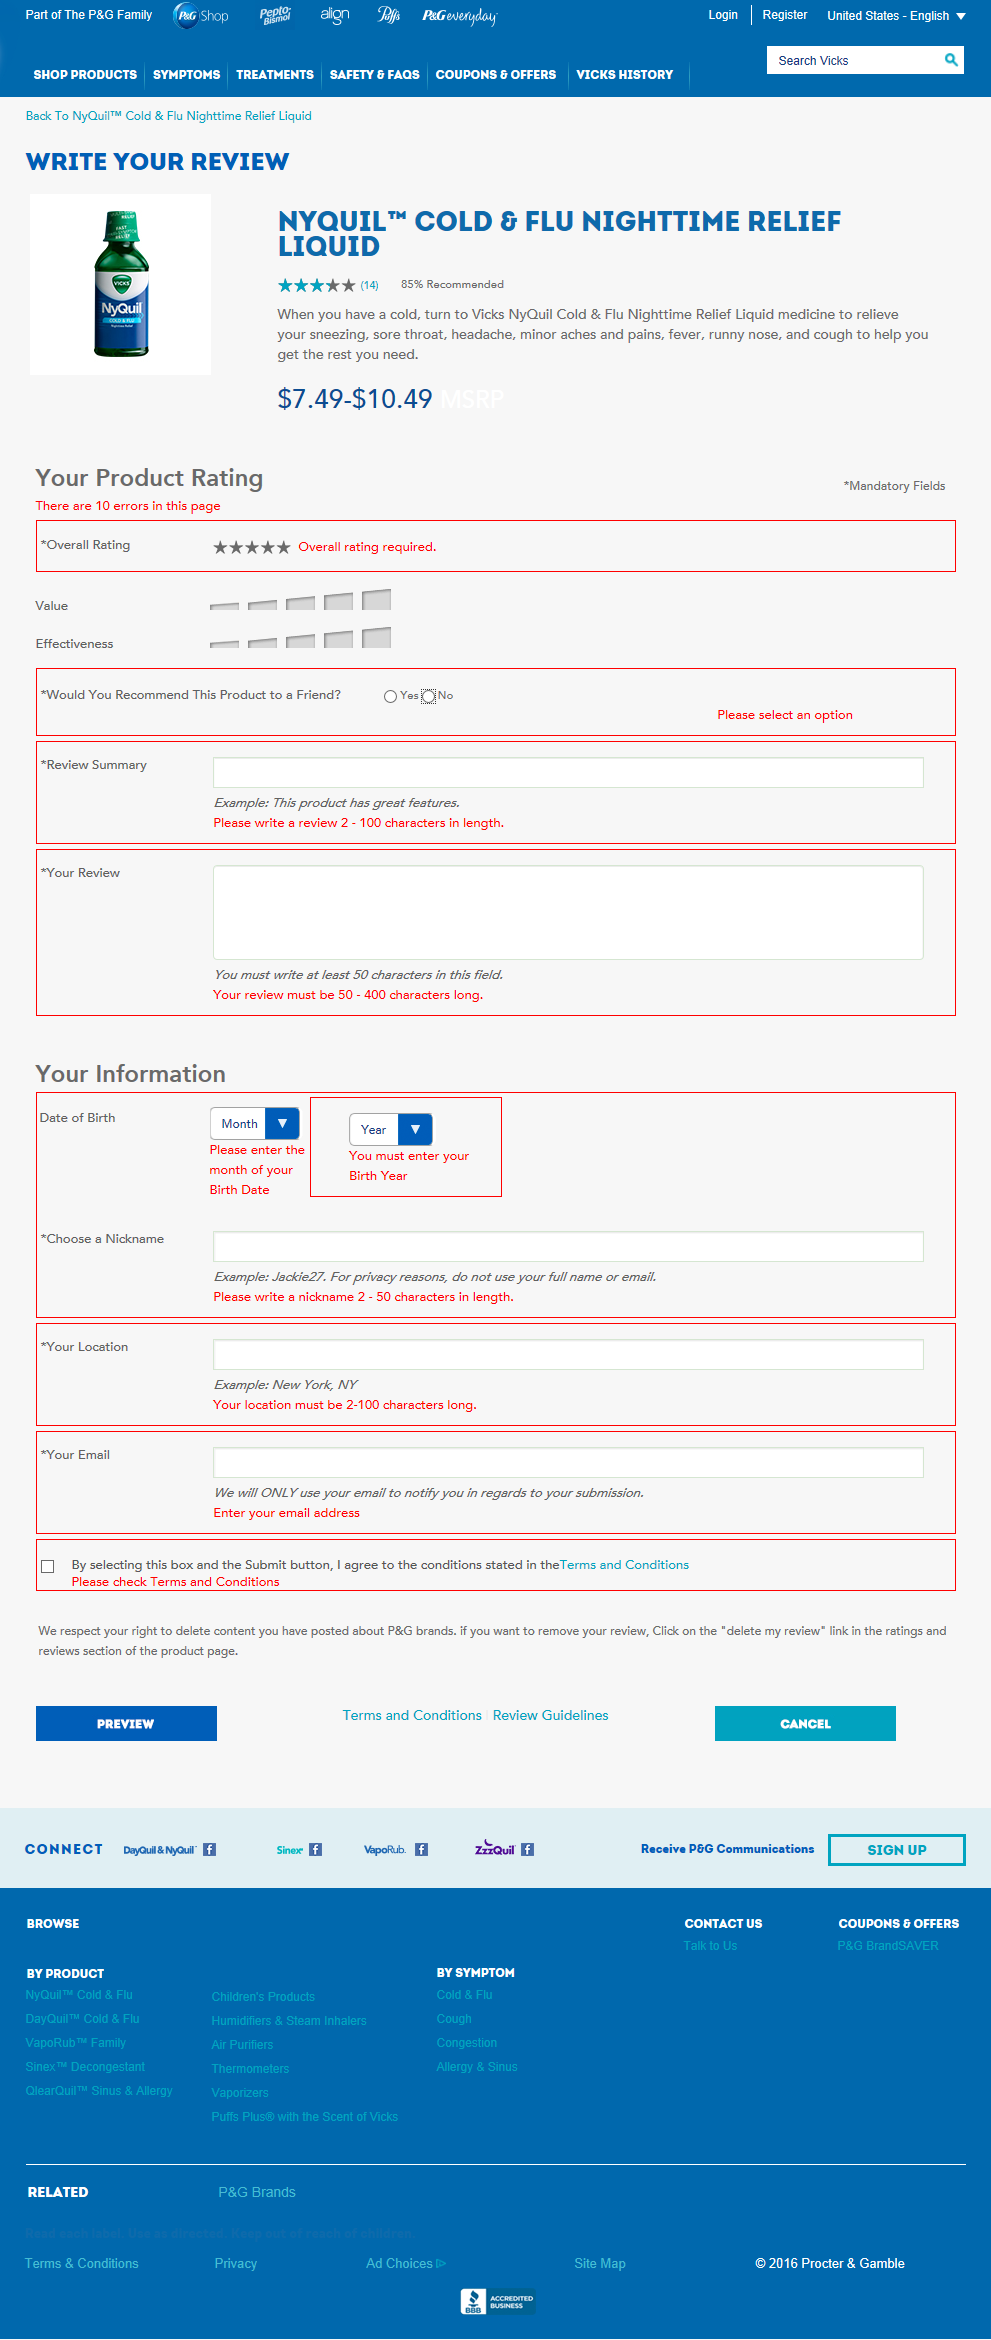 Part of The P&G Family P&G Shop Pepto Bismol align Puffs P&G everyday Login Register United States - English
SHOP PRODUCTS SYMPTOMS TREATMENTS SAFETY & FAQS COUPONS & OFFERS VICKS HISTORY Search Vicks
Back To NyQuil™ Cold & Flu Nighttime Relief Liquid
WRITE YOUR REVIEW
VICKS
NyQuil
COLD & FLU
NYQUIL™ COLD & FLU NIGHTTIME RELIEF
LIQUID
(14) 85% Recommended
When you have a cold, turn to Vicks NyQuil Cold & Flu Nighttime Relief Liquid medicine to relieve
your sneezing, sore throat, headache, minor aches and pains, fever, runny nose, and cough to help you
get the rest you need.
$7.49-$10.49 MSRP
Your Product Rating
*Mandatory Fields
There are 10 errors in this page
*Overall Rating Overall rating required.
Value
Effectiveness
*Would You Recommend This Product to a Friend? Yes No
Please select an option
*Review Summary
Example: This product has great features.
Please write a review 2 - 100 characters in length.
*Your Review
You must write at least 50 characters in this field.
Your review must be 50 - 400 characters long.
Your Information
Date of Birth Month Year
Please enter the
month of your
Birth Date
You must enter your
Birth Year
*Choose a Nickname
Example: Jackie27. For privacy reasons, do not use your full name or email.
Please write a nickname 2 - 50 characters in length.
*Your Location
Example: New York, NY
Your location must be 2-100 characters long.
*Your Email
We will ONLY use your email to notify you in regards to your submission.
Enter your email address
By selecting this box and the Submit button, I agree to the conditions stated in theTerms and Conditions
Please check Terms and Conditions
We respect your right to delete content you have posted about P&G brands. if you want to remove your review, Click on the "delete my review" link in the ratings and
reviews section of the product page.
PREVIEW Terms and Conditions Review Guidelines CANCEL
CONNECT DayQuil & NyQuil f Sinex f VapoRub. f ZzzQuil f Receive P&G Communications SIGN UP
BROWSE CONTACT US COUPONS & OFFERS
Talk to Us P&G BrandSAVER
BY PRODUCT
NyQuil™ Cold & Flu
DayQuil™ Cold & Flu
VapoRub™ Family
Sinex™ Decongestant
QlearQuil™ Sinus & Allergy
Children's Products
Humidifiers & Steam Inhalers
Air Purifiers
Thermometers
Vaporizers
Puffs Plus® with the Scent of Vicks
BY SYMPTOM
Cold & Flu
Cough
Congestion
Allergy & Sinus
RELATED P&G Brands
Read each label. Use as directed. Keep out of reach of children.
Terms & Conditions Privacy Ad Choices Site Map © 2016 Procter & Gamble
BBB ACCREDITED
BUSINESS